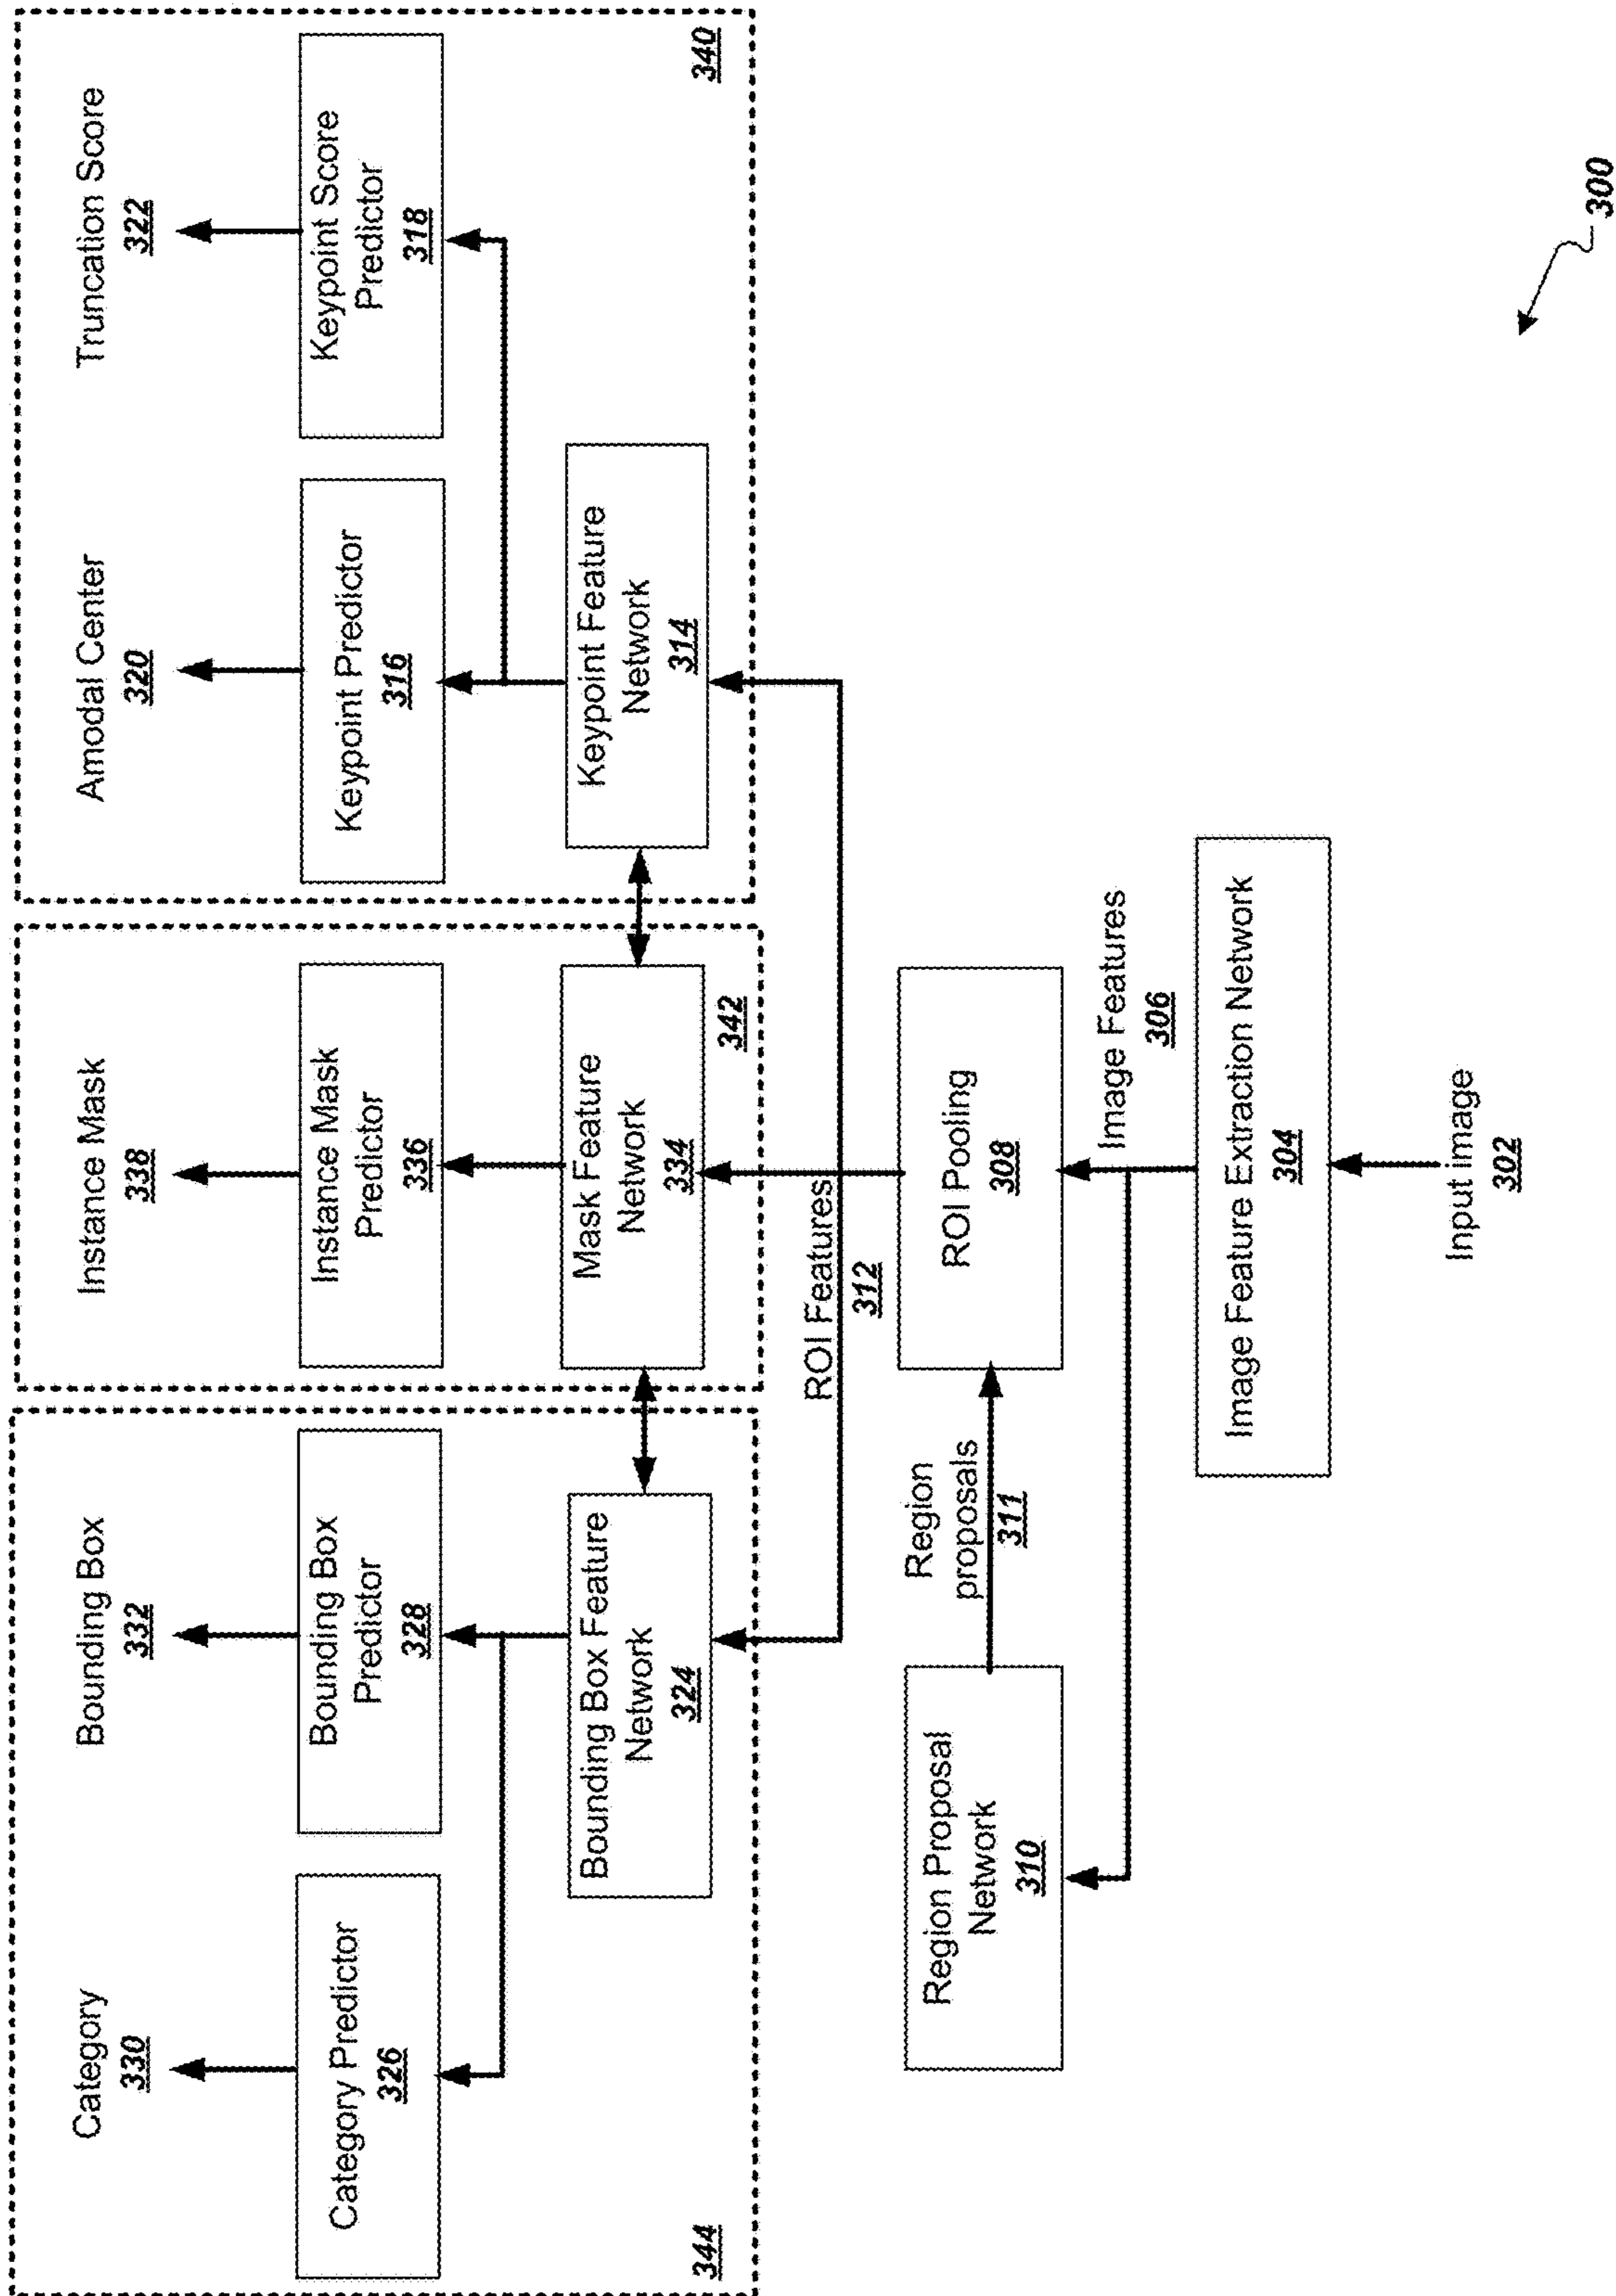 Category
330
Bounding Box
332
Instance Mask
338
Amodal Center
320
Truncation Score
322
Category Predictor
326
Bounding Box
Predictor
328
Instance Mask
Predictor
336
Keypoint Predictor
316
Keypoint Score
Predictor
318
Bounding Box Feature
Network
324
Mask Feature
Network
334
Keypoint Feature
Network
314
344
342
340
ROI Features
312
Region Proposal
Network
310
Region
proposals
311
ROI Pooling
308
Image Features
306
Image Feature Extraction Network
304
Input image
302
300